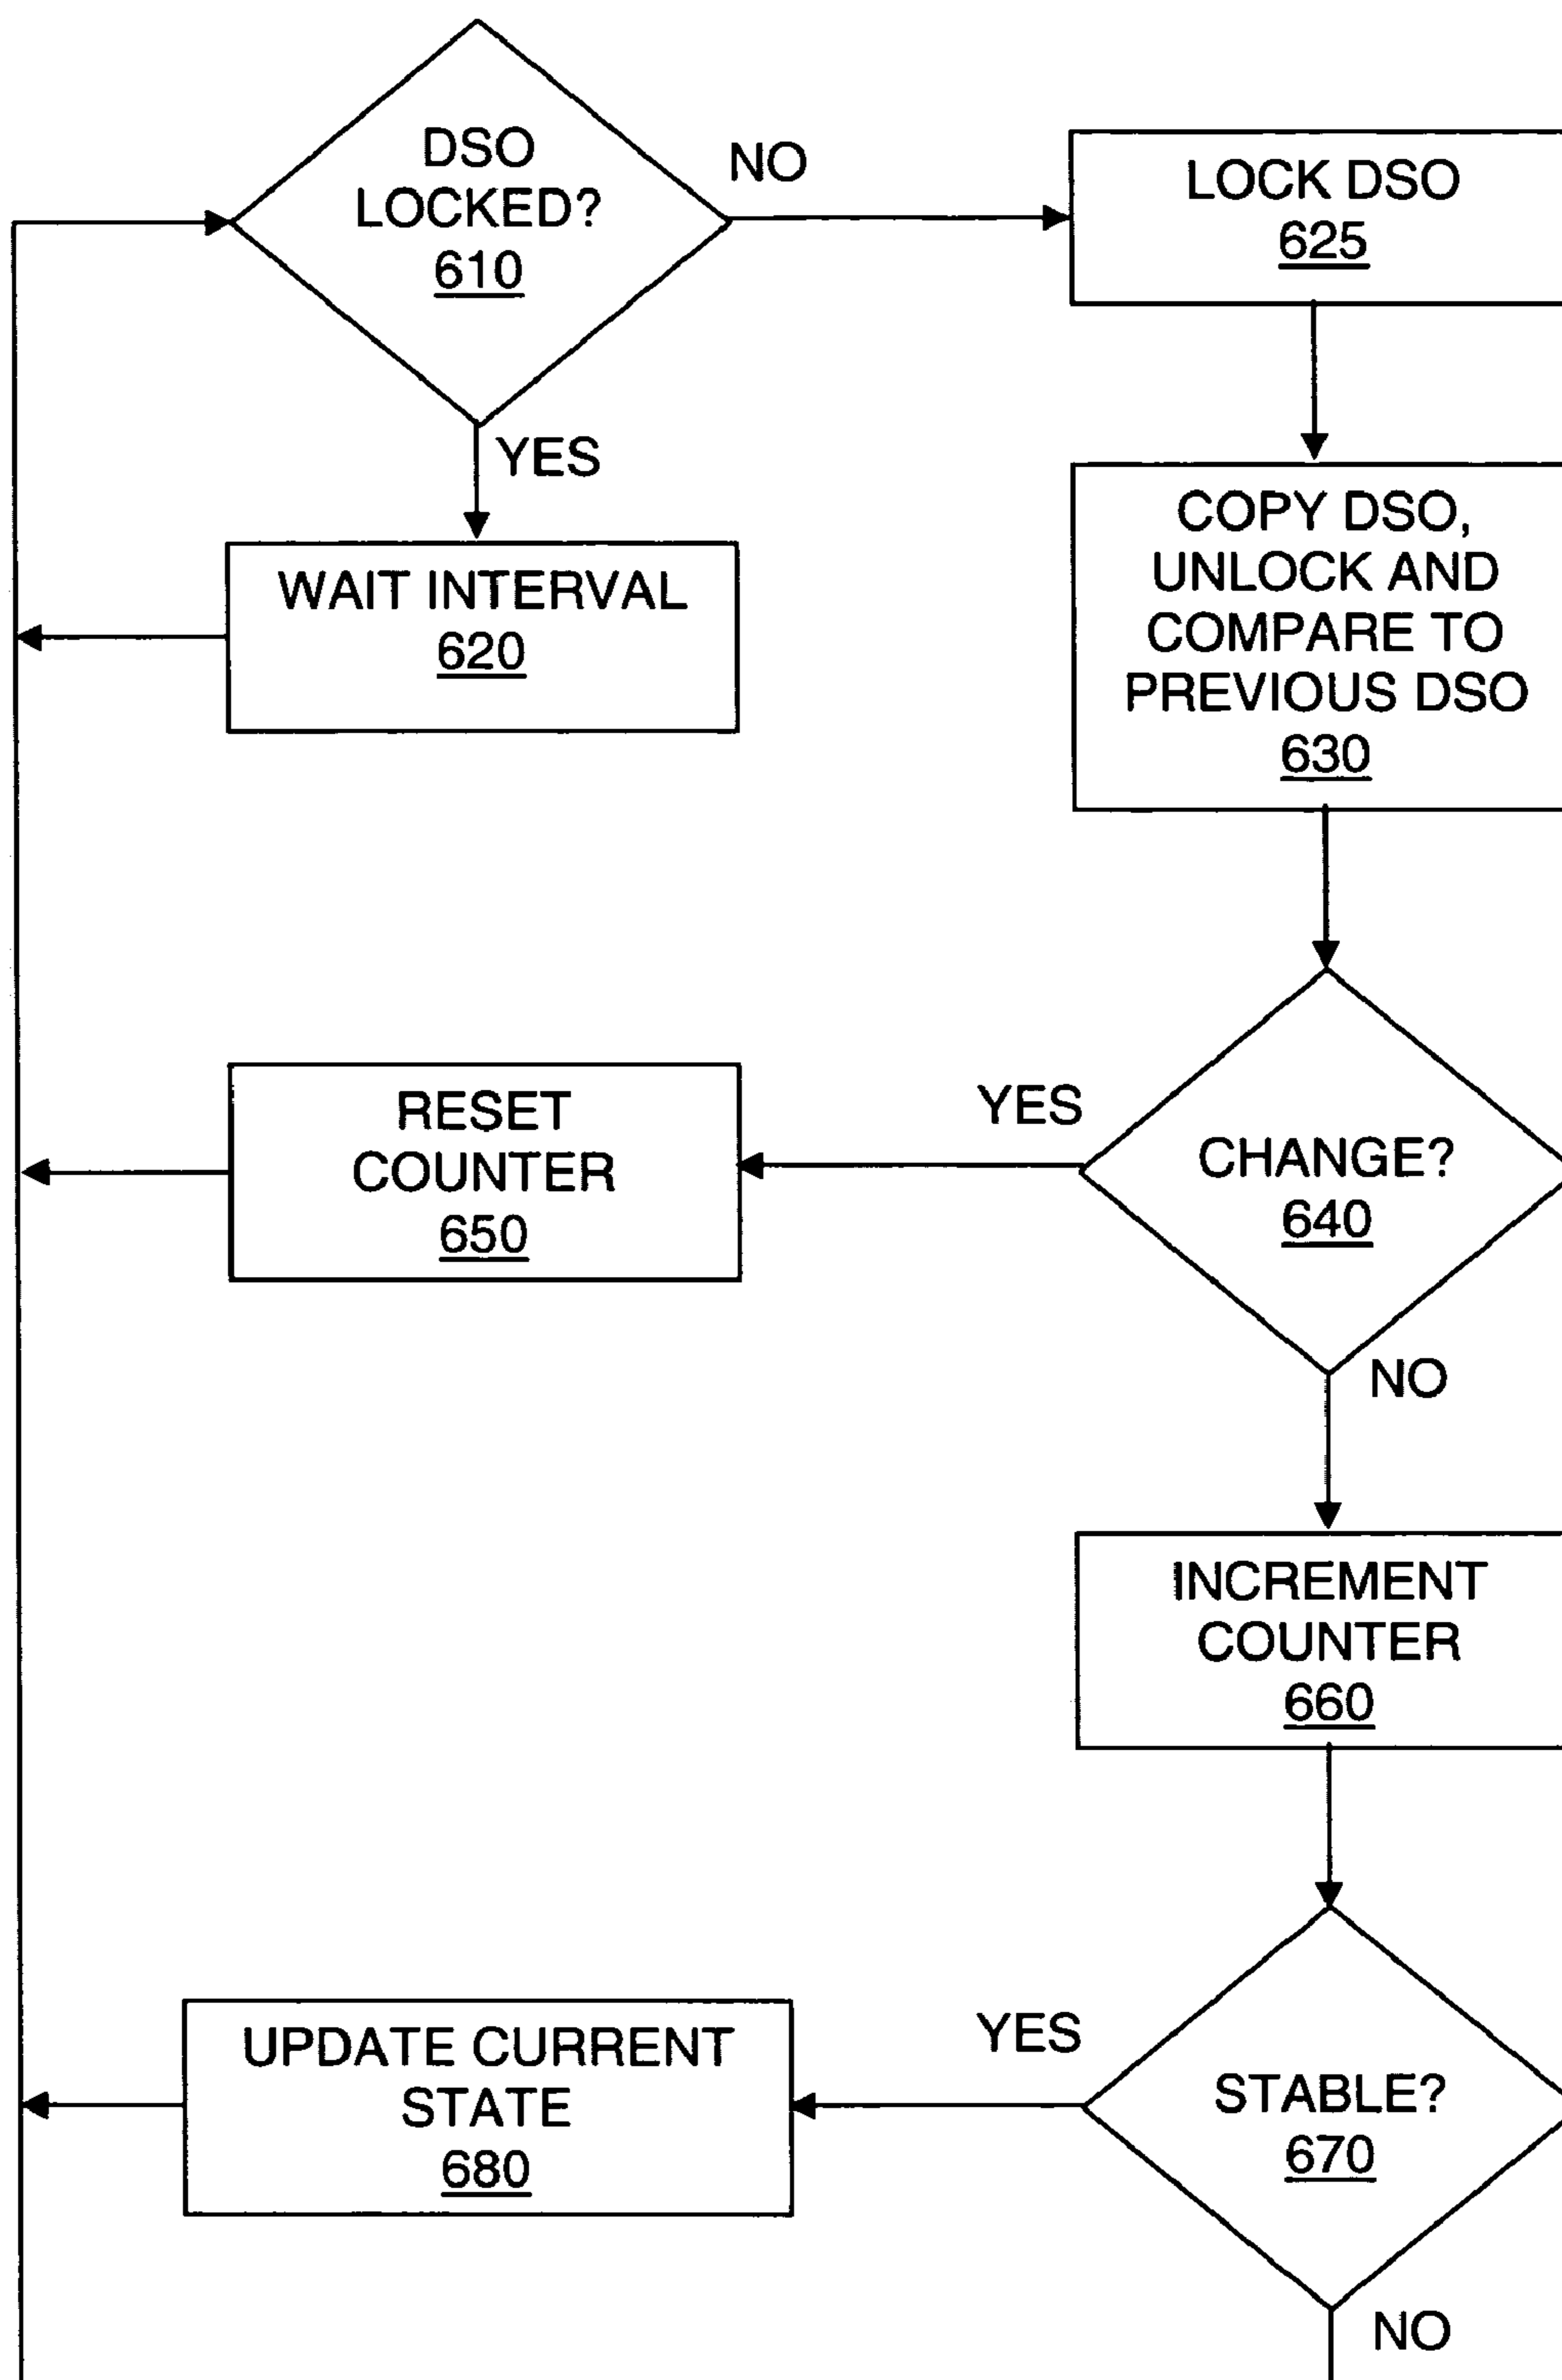 DSO
LOCKED?
610
NO
LOCK DSO
625
YES
WAIT INTERVAL
620
COPY DSO,
UNLOCK AND
COMPARE TO
PREVIOUS DSO
630
RESET
COUNTER
650
YES
CHANGE?
640
NO
INCREMENT
COUNTER
660
UPDATE CURRENT
STATE
680
YES
STABLE?
670
NO